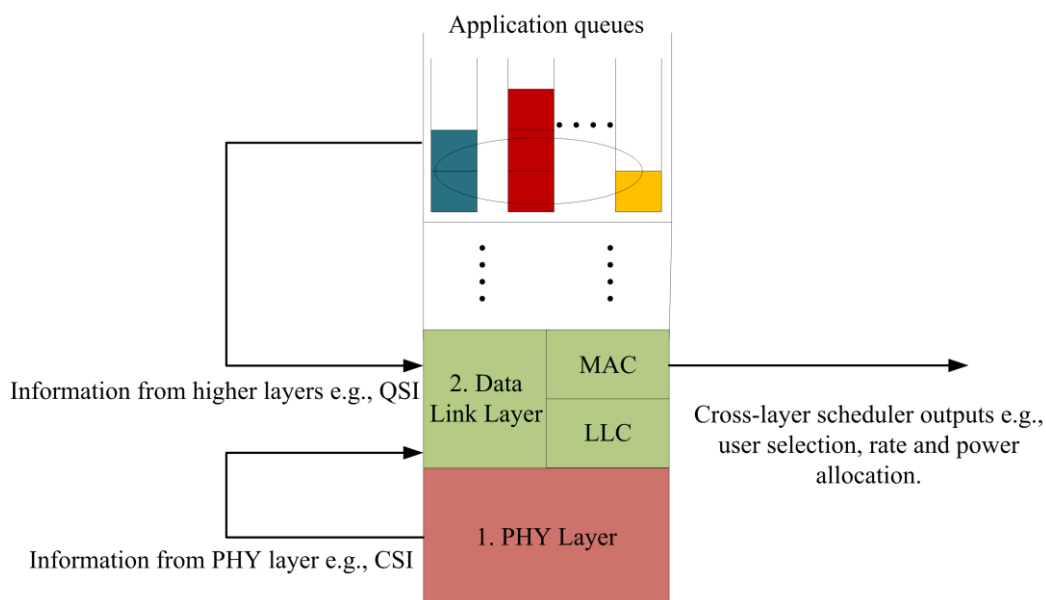 Application queues
MAC
Information from higher layers e.g., QSI
2. Data
Link Layer
LLC
Cross-layer scheduler outputs e.g.,
user selection, rate and power
allocation.
1. PHY Layer
Information from PHY layer e.g., CSI